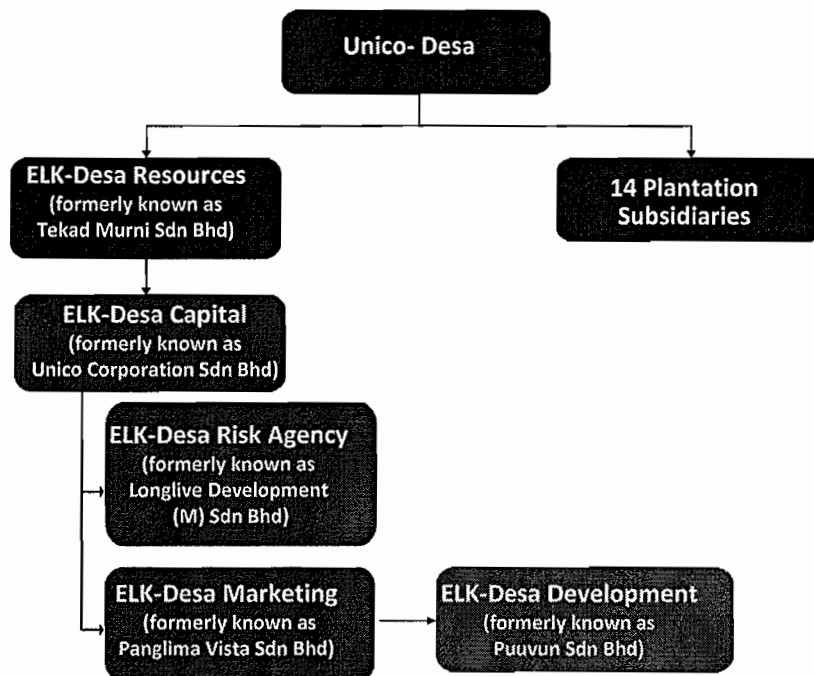 Unico- Desa
ELK-Desa Resources
(formerly known as
Tekad Murni Sdn Bhd)
14 Plantation
Subsidiaries
ELK-Desa Capital
(formerly known as
Unico Corporation Sdn Bhd)
ELK-Desa Risk Agency
(formerly known as
Longlive Development
(M) Sdn Bhd)
ELK-Desa Marketing
(formerly known as
Panglima Vista Sdn Bhd)
ELK-Desa Development
(formerly known as
Puuvun Sdn Bhd)